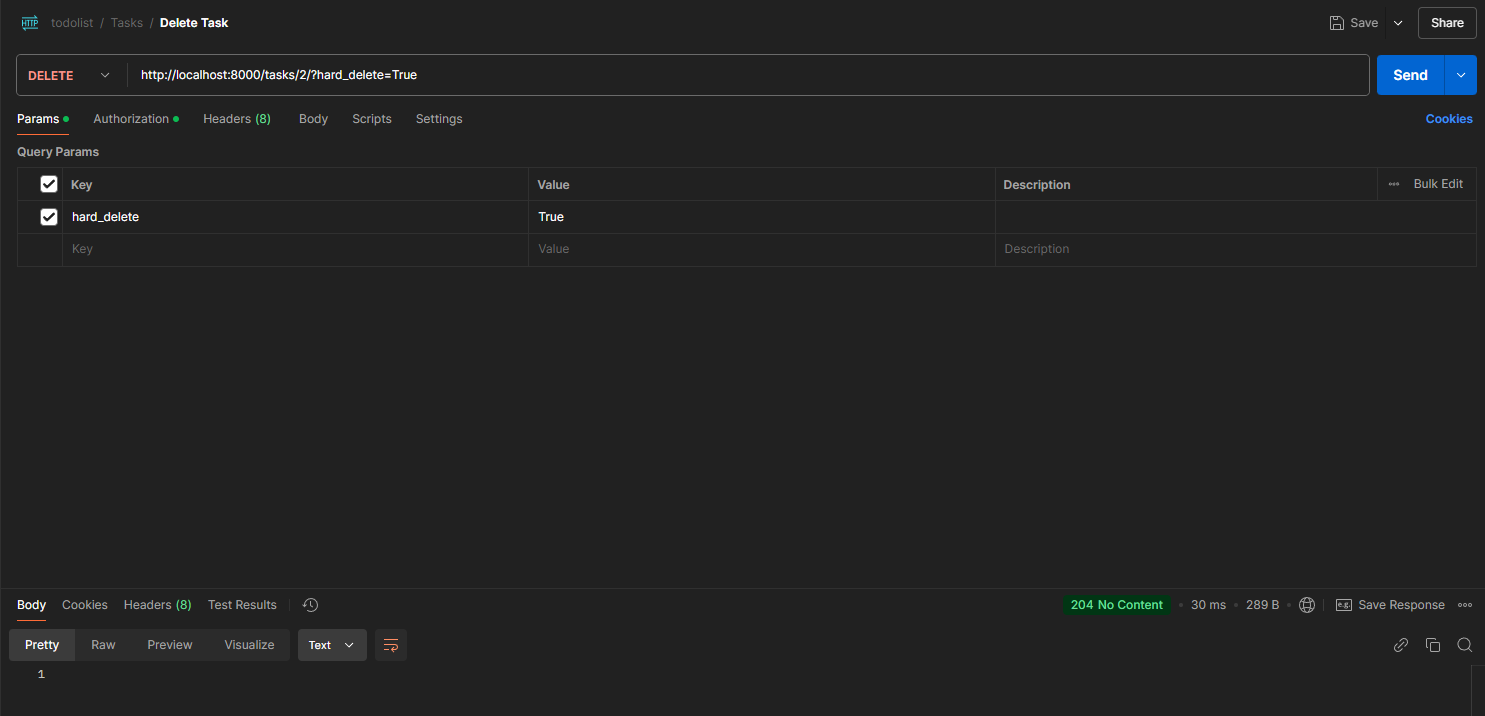 HTTP todolist / Tasks / Delete Task Save Share
DELETE http://localhost:8000/tasks/2/?hard_delete=True Send
Params Authorization Headers (8) Body Scripts Settings Cookies
Query Params
Key Value Description Bulk Edit
hard_delete True
Key Value Description
Body Cookies Headers (8) Test Results 204 No Content 30 ms 289 B e.g. Save Response
Pretty Raw Preview Visualize Text
1